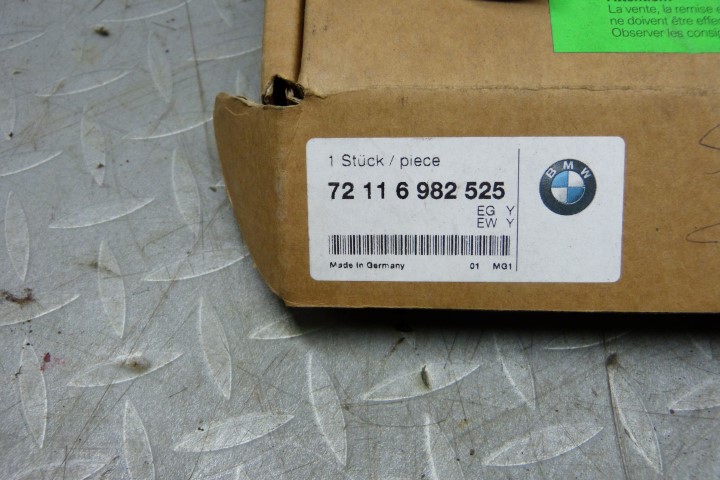 La vente, la remise e
ne doivent être effe
Observer les consi
1 Stück / piece
72 11 6 982 525
EG Y
EW Y
Made in Germany 01 MG1
BMW